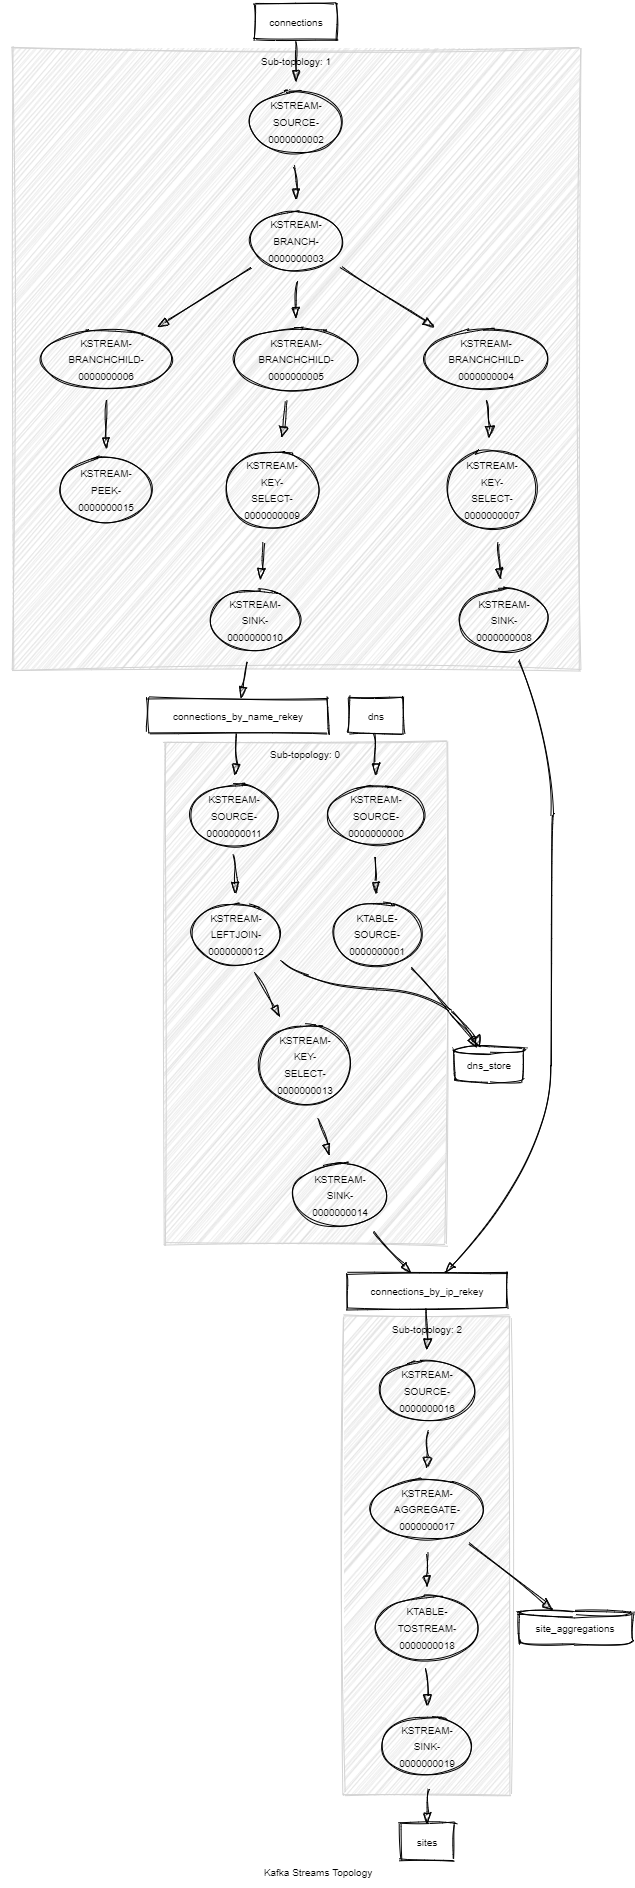 connections
Sub-topology: 1
KSTREAM-
SOURCE-
0000000002
KSTREAM-
BRANCH-
0000000003
KSTREAM-
BRANCHCHILD-
0000000006
KSTREAM-
BRANCHCHILD-
0000000005
KSTREAM-
BRANCHCHILD-
0000000004
KSTREAM-
PEEK-
0000000015
KSTREAM-
KEY-
SELECT-
0000000009
KSTREAM-
KEY-
SELECT-
0000000007
KSTREAM-
SINK-
0000000010
KSTREAM-
SINK-
0000000008
connections_by_name_rekey
dns
Sub-topology: 0
KSTREAM-
SOURCE-
0000000011
KSTREAM-
SOURCE-
0000000000
KSTREAM-
LEFTJOIN-
0000000012
KTABLE-
SOURCE-
0000000001
KSTREAM-
KEY-
SELECT-
0000000013
dns_store
KSTREAM-
SINK-
0000000014
connections_by_ip_rekey
Sub-topology: 2
KSTREAM-
SOURCE-
0000000016
KSTREAM-
AGGREGATE-
0000000017
KTABLE-
TOSTREAM-
0000000018
site_aggregations
KSTREAM-
SINK-
0000000019
sites
Kafka Streams Topology